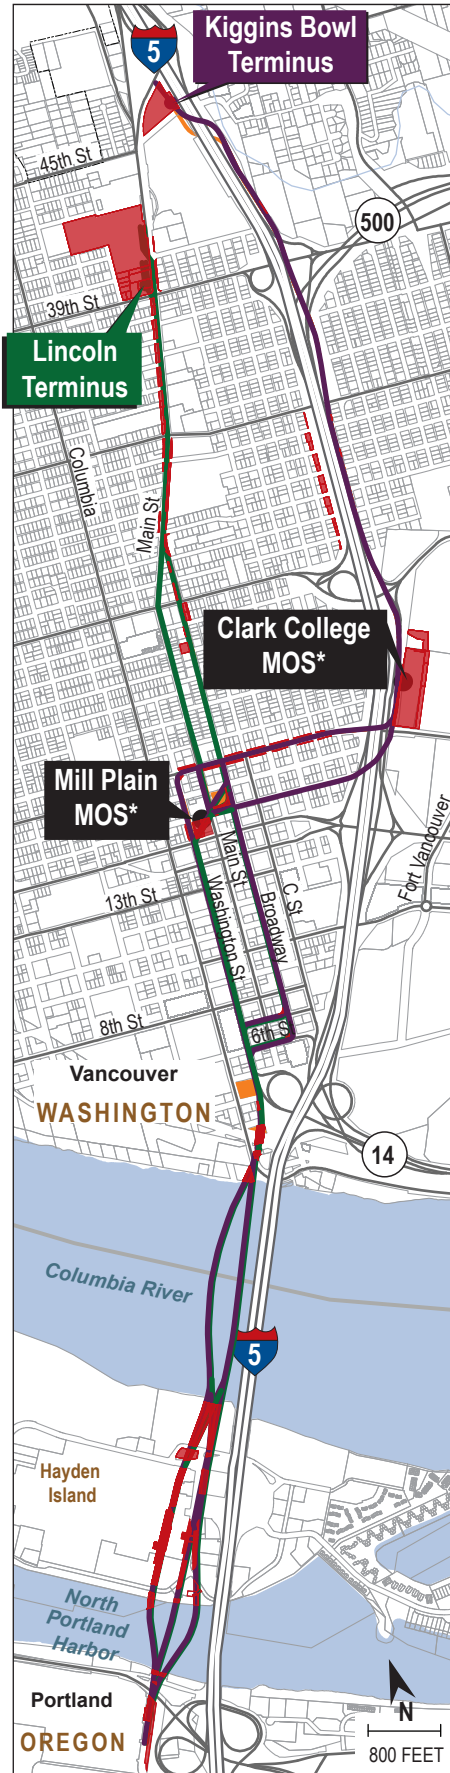 Kiggins Bowl
Terminus
5
45th St
500
39th St
Lincoln
Terminus
Columbia
Main St
Clark College
MOS*
Mill Plain
MOS*
Fort Vancouver
13th St
Main St
Washington St
Broadway
C St
8th St
6th S
Vancouver
WASHINGTON
14
Columbia River
5
Hayden
Island
North
Portland
Harbor
Portland
OREGON
N
800 FEET